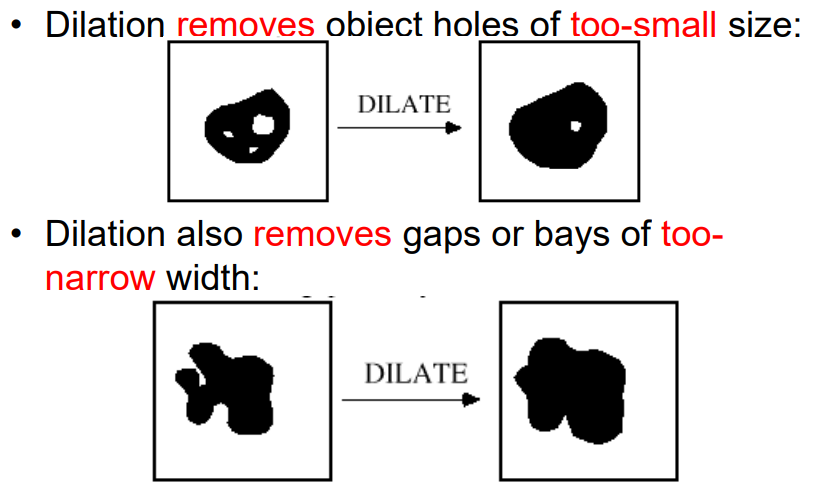 • Dilation removes object holes of too-small size:
DILATE
• Dilation also removes gaps or bays of too-
narrow width:
DILATE